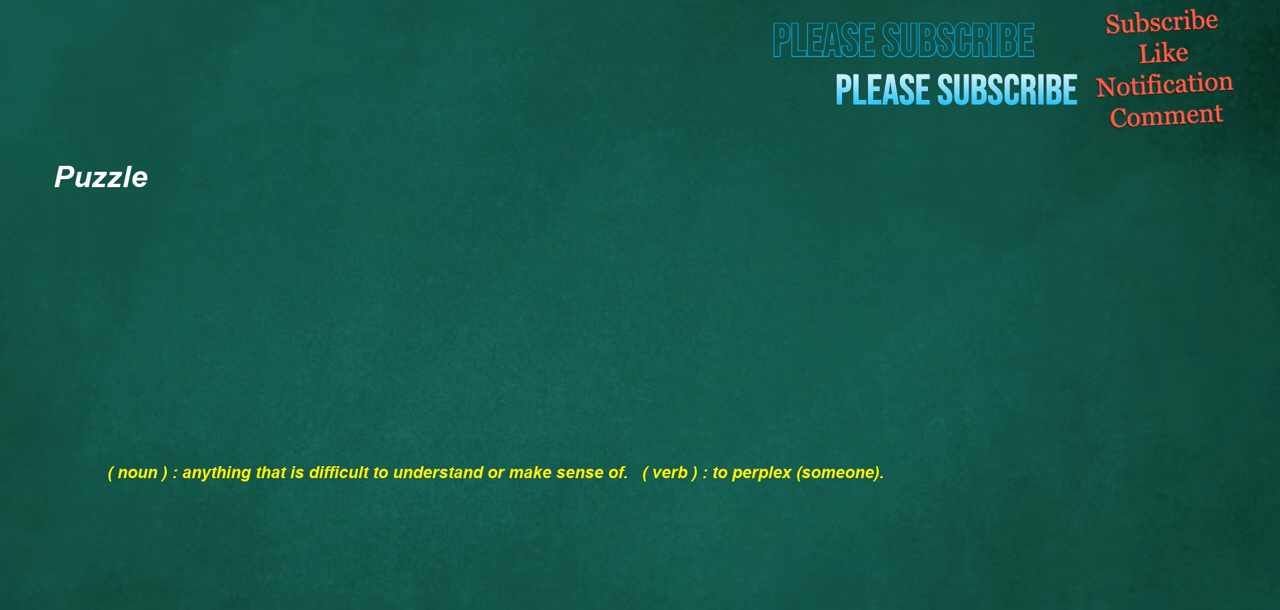 PLEASE SUBSCRIBE
PLEASE SUBSCRIBE
Subscribe
Like
Notification
Comment
Puzzle
( noun ) : anything that is difficult to understand or make sense of.   ( verb ) : to perplex (someone).